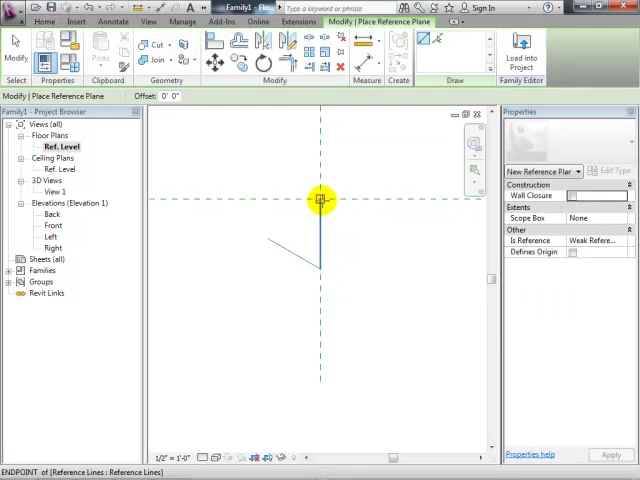 Family1 - Flo
Type a keyword or phrase
Sign In
Home
Insert
Annotate
View
Manage
Add-Ins
Online
Extensions
Modify | Place Reference Plane
Modify
Paste
Cut
Join
Load into
Project
Select
Properties
Clipboard
Geometry
Modify
Measure
Create
Draw
Family Editor
Modify | Place Reference Plane
Offset: 0' 0"
Family1 - Project Browser
Views (all)
Floor Plans
Ref. Level
Ceiling Plans
Ref. Level
3D Views
View 1
Elevations (Elevation 1)
Back
Front
Left
Right
Sheets (all)
Families
Groups
Revit Links
Properties
New Reference Plar
Edit Type
Construction
Wall Closure
Extents
Scope Box
None
Other
Is Reference
Weak Refere...
Defines Origin
Properties help
Apply
1/2" = 1'-0"
ENDPOINT of [Reference Lines : Reference Lines]